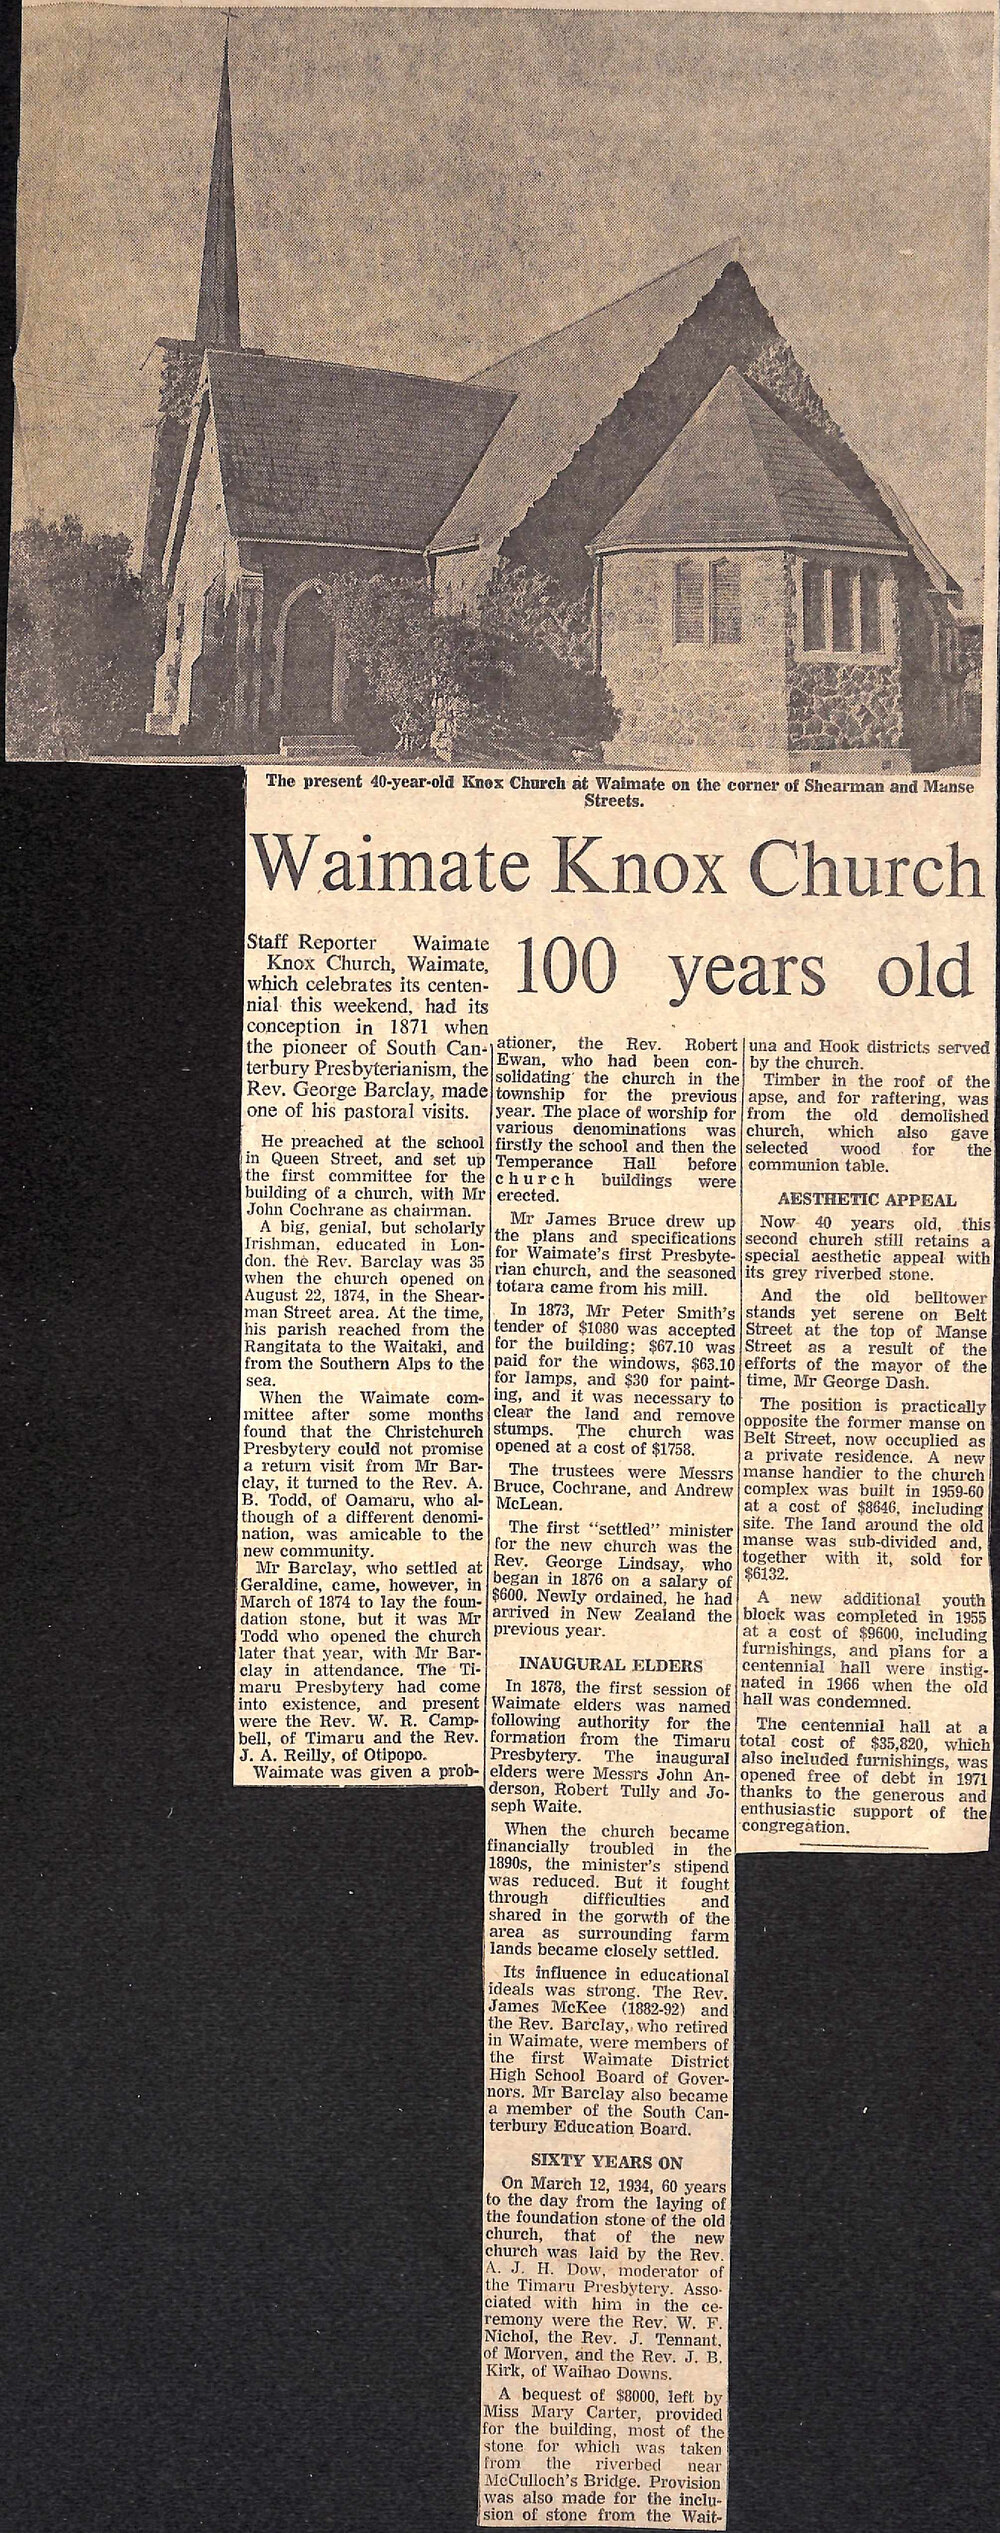 The present 40-year-old Knox Church at Waimate on the corner of Shearman and Manse
Streets.
Waimate Knox Church
100 years old
Staff Reporter Waimate
Knox Church, Waimate,
which celebrates its centen-
nial this weekend, had its
conception in 1871 when
the pioneer of South Can-
terbury Presbyterianism, the
Rev. George Barclay, made
one of his pastoral visits.
He preached at the school
in Queen Street, and set up
the first committee for the
building of a church, with Mr
John Cochrane as chairman.
A big, genial, but scholarly
Irishman, educated in Lon-
don. the Rev. Barclay was 35
when the church opened on
August 22, 1874, in the Shear-
man Street area. At the time,
his parish reached from the
Rangitata to the Waitaki, and
from the Southern Alps to the
sea.
When the Waimate com-
mittee after some months
found that the Christchurch
Presbytery could not promise
a return visit from Mr Bar-
clay, it turned to the Rev. A.
B. Todd, of Oamaru, who al-
though of a different denomi-
nation, was amicable to the
new community.
Mr Barclay, who settled at
Geraldine, came, however, in
March of 1874 to lay the foun-
dation stone, but it was Mr
Todd who opened the church
later that year, with Mr Bar-
clay in attendance. The Ti-
maru Presbytery had come
into existence, and present
were the Rev. W. R. Camp-
bell, of Timaru and the Rev.
J. A. Reilly, of Otipopo.
Waimate was given a prob-
ationer, the Rev. Robert
Ewan, who had been con-
solidating the church in the
township for the previous
year. The place of worship for
various denominations was
firstly the school and then the
Temperance Hall before
church buildings were
erected.
Mr James Bruce drew up
the plans and specifications
for Waimate's first Presbyte-
rian church, and the seasoned
totara came from his mill.
In 1873, Mr Peter Smith's
tender of $1080 was accepted
for the building; $67.10 was
paid for the windows, $63.10
for lamps, and $30 for paint-
ing, and it was necessary to
clear the land and remove
stumps. The church was
opened at a cost of $1758.
The trustees were Messrs
Bruce, Cochrane, and Andrew
McLean.
The first "settled" minister
for the new church was the
Rev. George Lindsay, who
began in 1876 on a salary of
$600. Newly ordained, he had
arrived in New Zealand the
previous year.
INAUGURAL ELDERS
In 1878, the first session of
Waimate elders was named
following authority for the
formation from the Timaru
Presbytery. The inaugural
elders were Messrs John An-
derson, Robert Tully and Jo-
seph Waite.
When the church became
financially troubled in the
1890s, the minister's stipend
was reduced. But it fought
through difficulties and
shared in the gorwth of the
area as surrounding farm
lands became closely settled.
Its influence in educational
ideals was strong. The Rev.
James McKee (1882-92) and
the Rev. Barclay, who retired
in Waimate, were members of
the first Waimate District
High School Board of Gover-
nors. Mr Barclay also became
a member of the South Can-
terbury Education Board.
SIXTY YEARS ON
On March 12, 1934, 60 years
to the day from the laying of
the foundation stone of the old
church, that of the new
church was laid by the Rev.
A. J. H. Dow, moderator of
the Timaru Presbytery. Asso-
ciated with him in the ce-
remony were the Rev. W. F.
Nichol, the Rev. J. Tennant,
of Morven, and the Rev. J. B.
Kirk, of Waihao Downs.
A bequest of $8000, left by
Miss Mary Carter, provided
for the building, most of the
stone for which was taken
from the riverbed near
McCulloch's Bridge. Provision
was also made for the inclu-
sion of stone from the Wait-
una and Hook districts served
by the church.
Timber in the roof of the
apse, and for raftering, was
from the old demolished
church, which also gave
selected wood for the
communion table.
AESTHETIC APPEAL
Now 40 years old, this
second church still retains a
special aesthetic appeal with
its grey riverbed stone.
And the old belltower
stands yet serene on Belt
Street at the top of Manse
Street as a result of the
efforts of the mayor of the
time, Mr George Dash.
The position is practically
opposite the former manse on
Belt Street, now occuplied as
a private residence. A new
manse handier to the church
complex was built in 1959-60
at a cost of $8646, including
site. The land around the old
manse was sub-divided and,
together with it, sold for
$6132.
A new additional youth
block was completed in 1955
at a cost of $9600, including
furnishings, and plans for a
centennial hall were instig-
nated in 1966 when the old
hall was condemned.
The centennial hall at a
total cost of $35,820, which
also included furnishings, was
opened free of debt in 1971
thanks to the generous and
enthusiastic support of the
congregation.